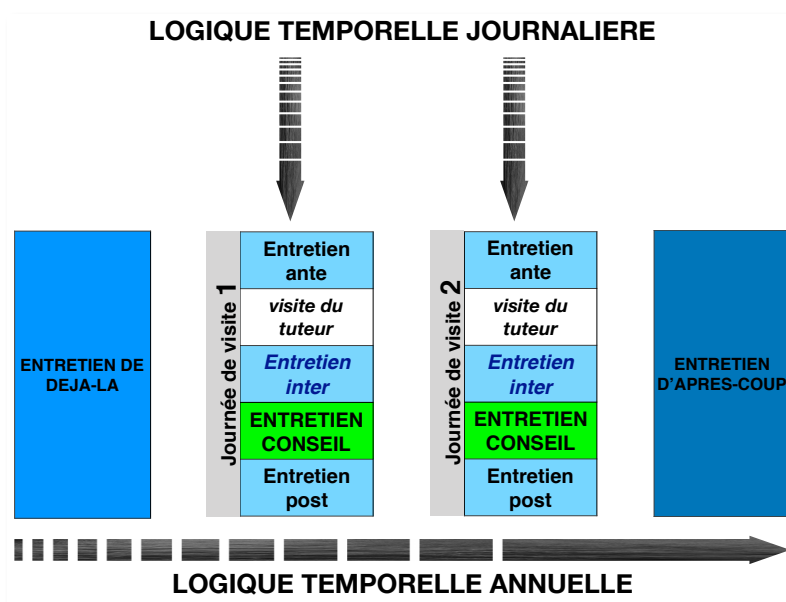 LOGIQUE TEMPORELLE JOURNALIERE
ENTRETIEN DE
DEJA-LA
Journée de visite 1
Entretien
ante
visite du
tuteur
Entretien
inter
ENTRETIEN
CONSEIL
Entretien
post
Journée de visite 2
Entretien
ante
visite du
tuteur
Entretien
inter
ENTRETIEN
CONSEIL
Entretien
post
ENTRETIEN
D'APRES-COUP
LOGIQUE TEMPORELLE ANNUELLE